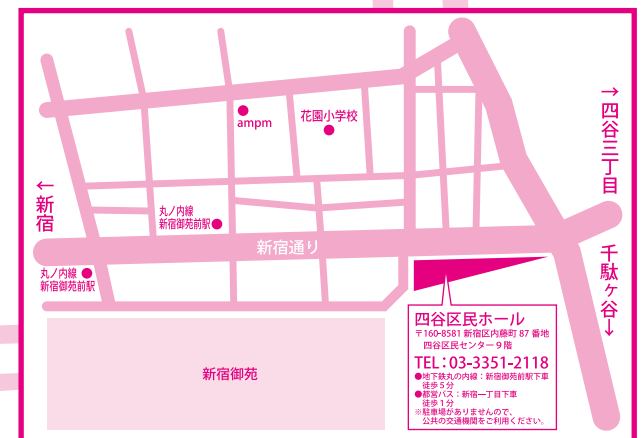 ampm
花園小学校
→四谷三丁目
←新宿
丸ノ内線
新宿御苑前駅
新宿通り
千駄ヶ谷→
丸ノ内線
新宿御苑前駅
四谷区民ホール
〒160-8581 新宿区内藤町 87 番地
四谷区民センター９階
TEL：03-3351-2118
●地下鉄丸の内線：新宿御苑前駅下車
徒歩５分
●都営バス：新宿一丁目下車
徒歩１分
※駐車場がありませんので、
公共の交通機関をご利用ください。
新宿御苑